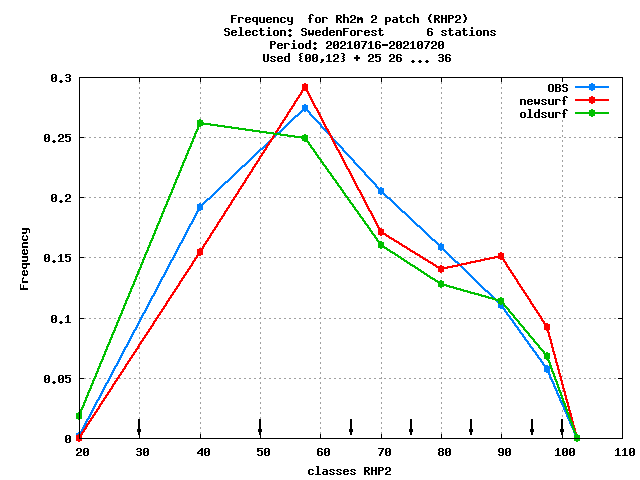 Frequency  for Rh2m 2 patch (RHP2)
Selection: SwedenForest      6 stations
Period: 20210716-20210720
Used {00,12} + 25 26 ... 36
0.3
0.25
0.2
0.15
0.1
0.05
0
Frequency
OBS
newsurf
oldsurf
20 30 40 50 60 70 80 90 100 110
classes RHP2